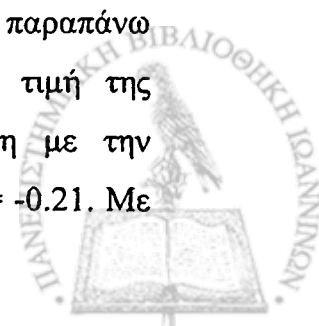 παραπάνω
τιμή της
η με την
= -0.21. Με
ΠΑΝΕΠΙΣΤΗΜΙΑΚΗ ΒΙΒΛΙΟΘΗΚΗ ΙΩΑΝΝΙΝΩΝ